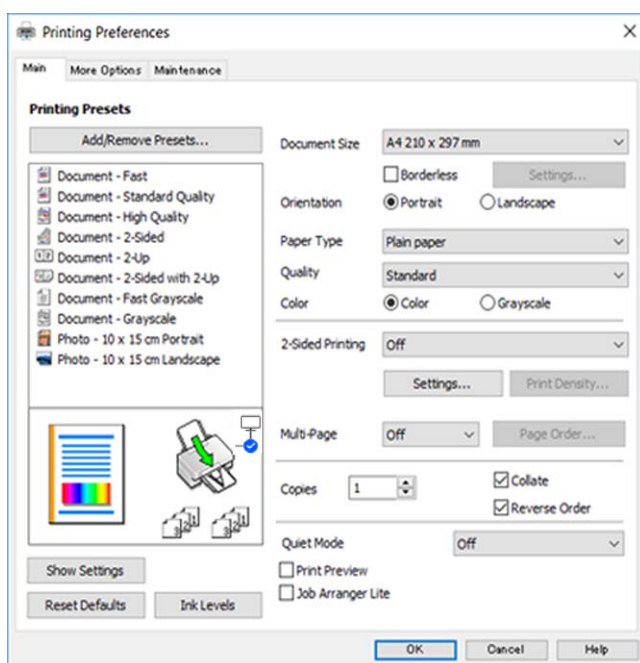 Printing Preferences
Main More Options Maintenance
Printing Presets
Add/Remove Presets...
Document - Fast
Document - Standard Quality
Document - High Quality
Document - 2-Sided
Document - 2-Up
Document - 2-Sided with 2-Up
Document - Fast Grayscale
Document - Grayscale
Photo - 10 x 15 cm Portrait
Photo - 10 x 15 cm Landscape
Show Settings
Reset Defaults Ink Levels
Document Size A4 210 x 297 mm
Borderless Settings...
Orientation Portrait Landscape
Paper Type Plain paper
Quality Standard
Color Color Grayscale
2-Sided Printing Off
Settings... Print Density...
Multi-Page Off Page Order...
Copies 1 Collate
Reverse Order
Quiet Mode Off
Print Preview
Job Arranger Lite
OK Cancel Help